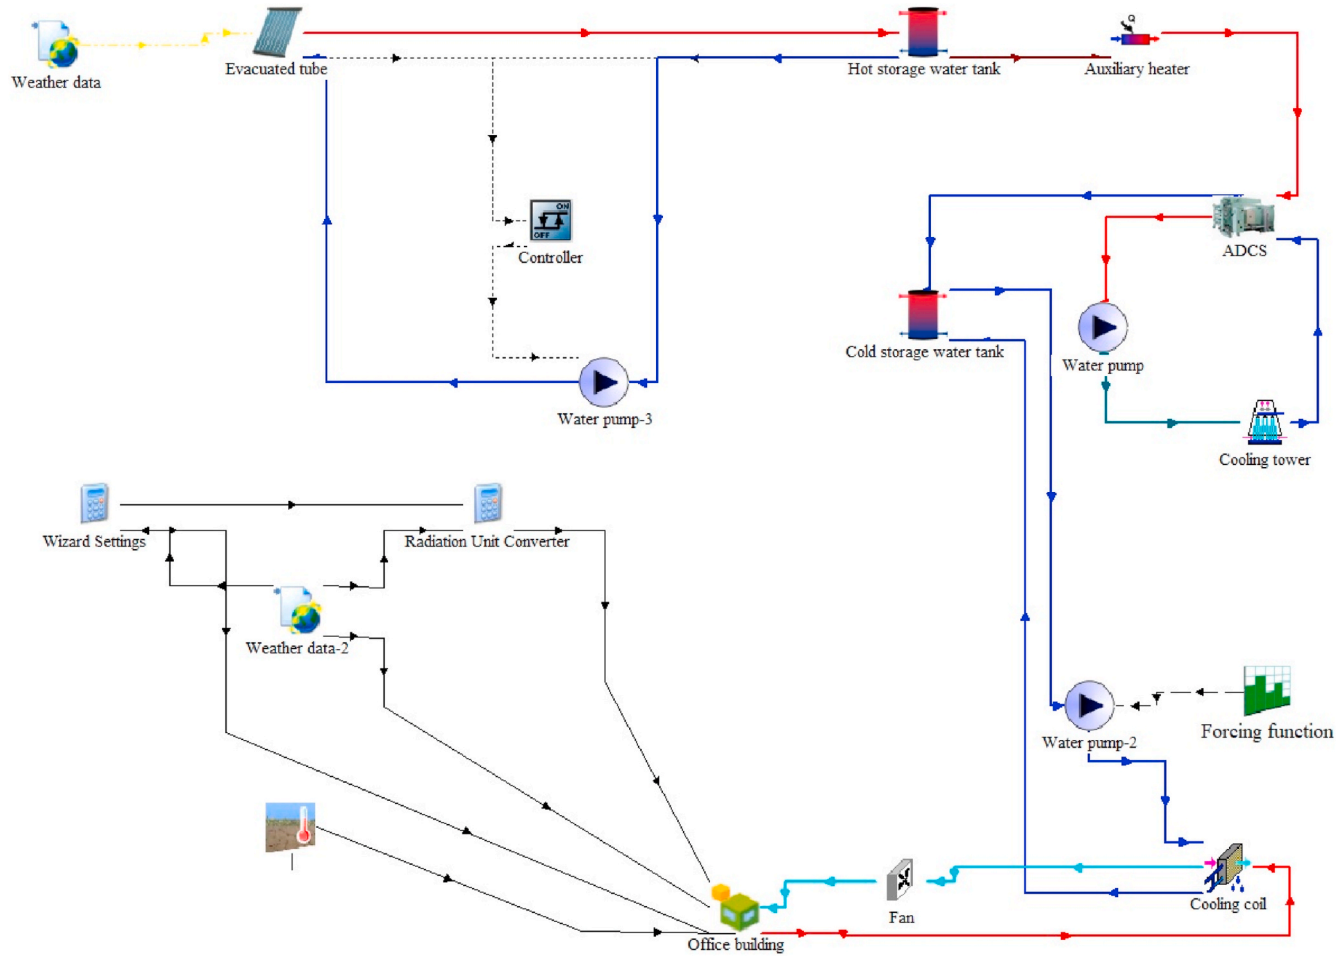 Q
Weather data
Evacuated tube
Hot storage water tank
Auxiliary heater
ON
OFF
Controller
ADCS
Cold storage water tank
Water pump
Water pump-3
Cooling tower
Wizard Settings
Radiation Unit Converter
Weather data-2
Forcing function
Water pump-2
Fan
Cooling coil
Office building